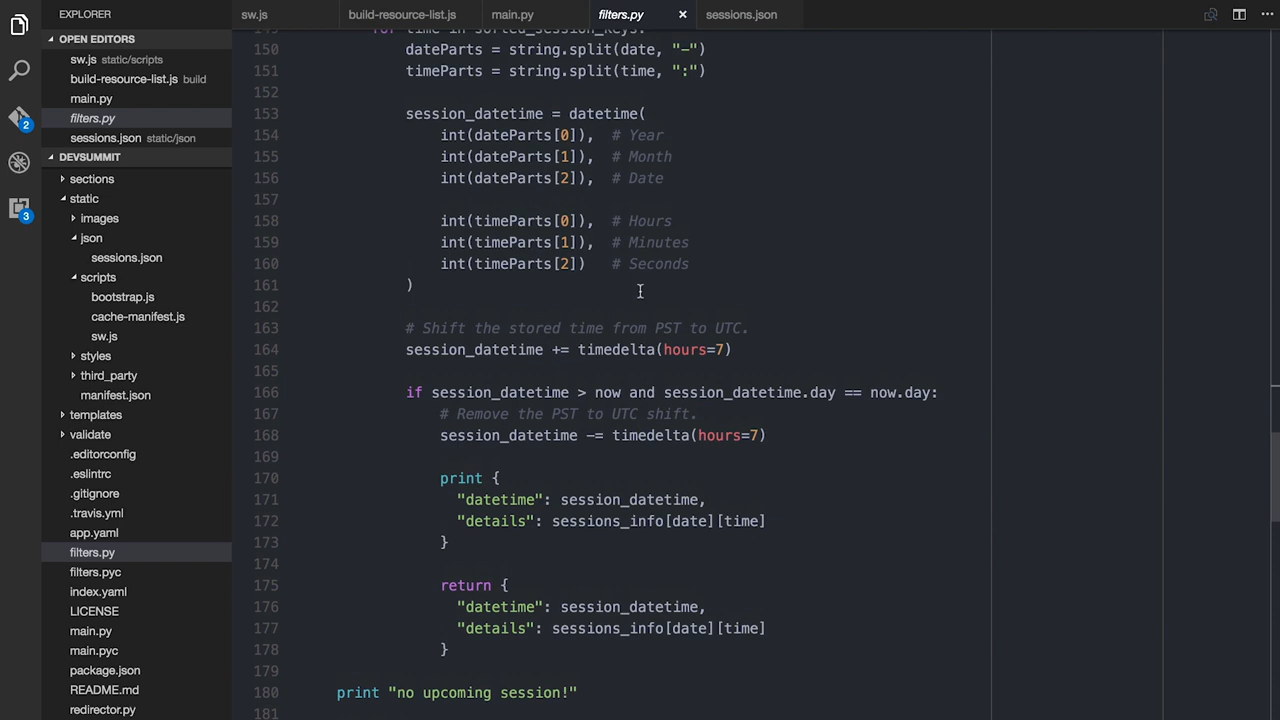 EXPLORER
OPEN EDITORS
sw.js static/scripts
build-resource-list.js build
main.py
filters.py
sessions.json static/json
DEVSUMMIT
sections
static
images
json
sessions.json
scripts
bootstrap.js
cache-manifest.js
sw.js
styles
third_party
manifest.json
templates
validate
.editorconfig
.eslintrc
.gitignore
.travis.yml
app.yaml
filters.py
filters.pyc
index.yaml
LICENSE
main.py
main.pyc
package.json
README.md
redirector.py
2
3
sw.js build-resource-list.js main.py filters.py sessions.json
149 for time in sorted_session_keys:
150 dateParts = string.split(date, "-")
151 timeParts = string.split(time, ":")
152
153 session_datetime = datetime(
154 int(dateParts[0]), # Year
155 int(dateParts[1]), # Month
156 int(dateParts[2]), # Date
157
158 int(timeParts[0]), # Hours
159 int(timeParts[1]), # Minutes
160 int(timeParts[2]) # Seconds
161 )
162
163 # Shift the stored time from PST to UTC.
164 session_datetime += timedelta(hours=7)
165
166 if session_datetime > now and session_datetime.day == now.day:
167 # Remove the PST to UTC shift.
168 session_datetime -= timedelta(hours=7)
169
170 print {
171 "datetime": session_datetime,
172 "details": sessions_info[date][time]
173 }
174
175 return {
176 "datetime": session_datetime,
177 "details": sessions_info[date][time]
178 }
179
180 print "no upcoming session!"
181